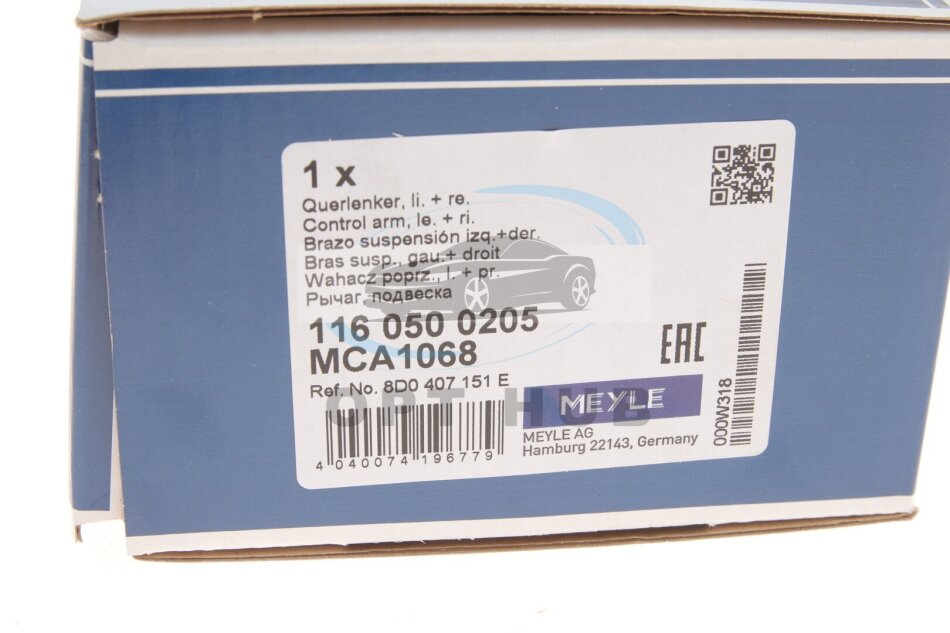 1 x
Querlenker, li. + re.
Control arm, le. + ri.
Brazo suspensión izq.+der.
Bras susp., gau.+ droit
Wahacz poprz., l. + pr.
Рычаг, подвеска
116 050 0205
MCA1068
Ref. No. 8D0 407 151 E
EAC
OPT HUB
MEYLE
MEYLE AG
Hamburg 22143, Germany
4 040074 196779
000W318